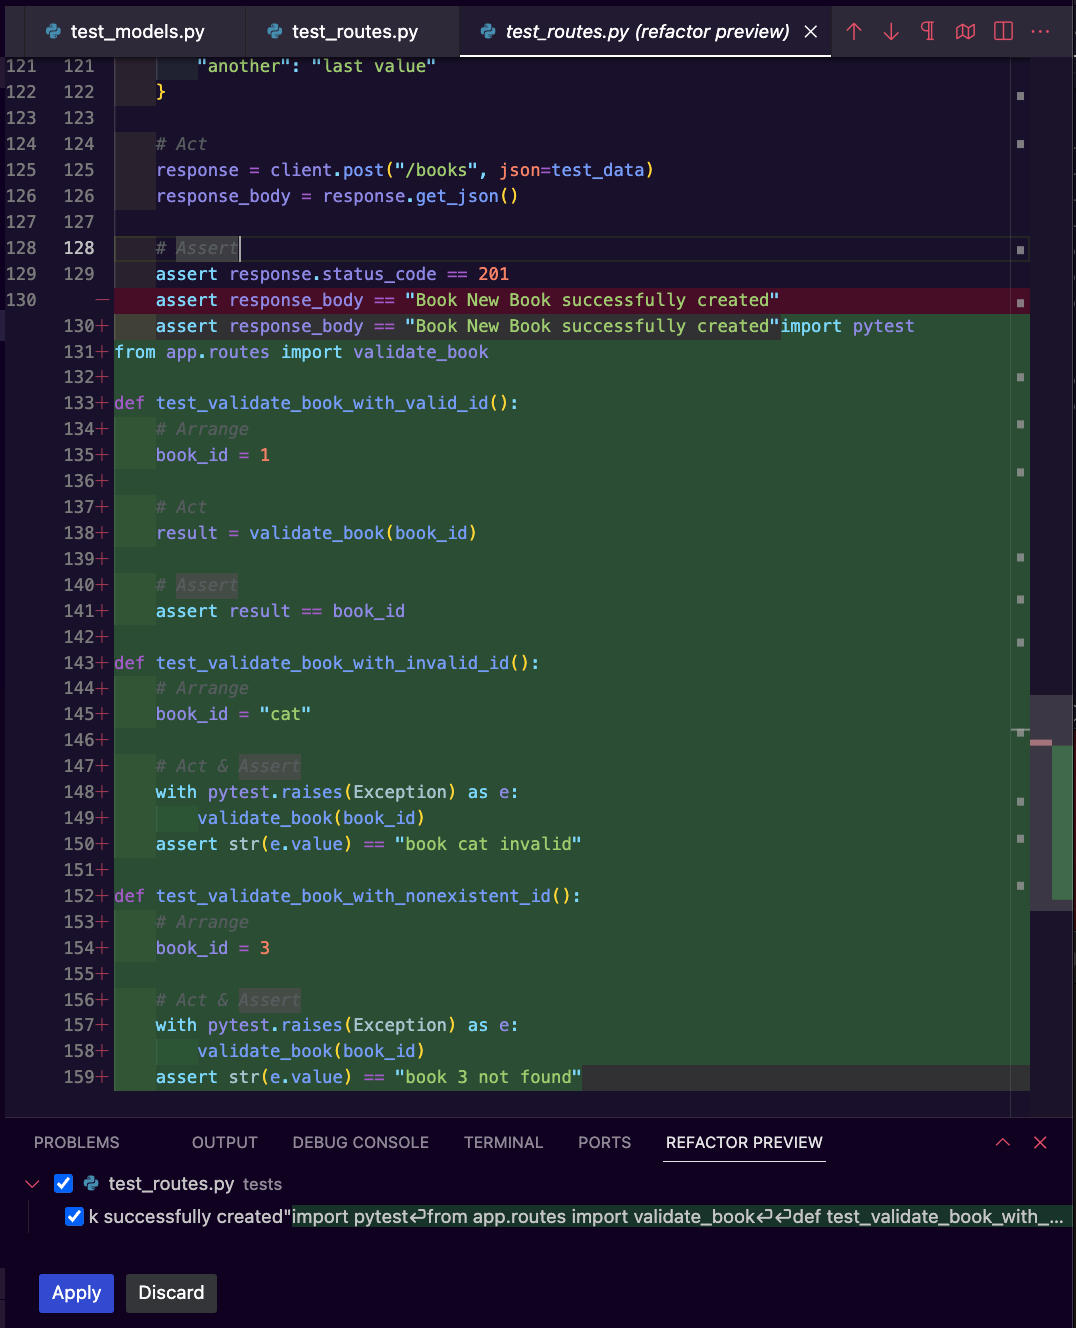 test_models.py test_routes.py test_routes.py (refactor preview)
121 121 "another": "last value"
122 122 }
123 123
124 124 # Act
125 125 response = client.post("/books", json=test_data)
126 126 response_body = response.get_json()
127 127
128 128 # Assert
129 129 assert response.status_code == 201
130 — assert response_body == "Book New Book successfully created"
130+ assert response_body == "Book New Book successfully created"import pytest
131+ from app.routes import validate_book
132+
133+ def test_validate_book_with_valid_id():
134+ # Arrange
135+ book_id = 1
136+
137+ # Act
138+ result = validate_book(book_id)
139+
140+ # Assert
141+ assert result == book_id
142+
143+ def test_validate_book_with_invalid_id():
144+ # Arrange
145+ book_id = "cat"
146+
147+ # Act & Assert
148+ with pytest.raises(Exception) as e:
149+ validate_book(book_id)
150+ assert str(e.value) == "book cat invalid"
151+
152+ def test_validate_book_with_nonexistent_id():
153+ # Arrange
154+ book_id = 3
155+
156+ # Act & Assert
157+ with pytest.raises(Exception) as e:
158+ validate_book(book_id)
159+ assert str(e.value) == "book 3 not found"
PROBLEMS OUTPUT DEBUG CONSOLE TERMINAL PORTS REFACTOR PREVIEW
test_routes.py tests
k successfully created"import pytest↵from app.routes import validate_book↵↵def test_validate_book_with_...
Apply Discard